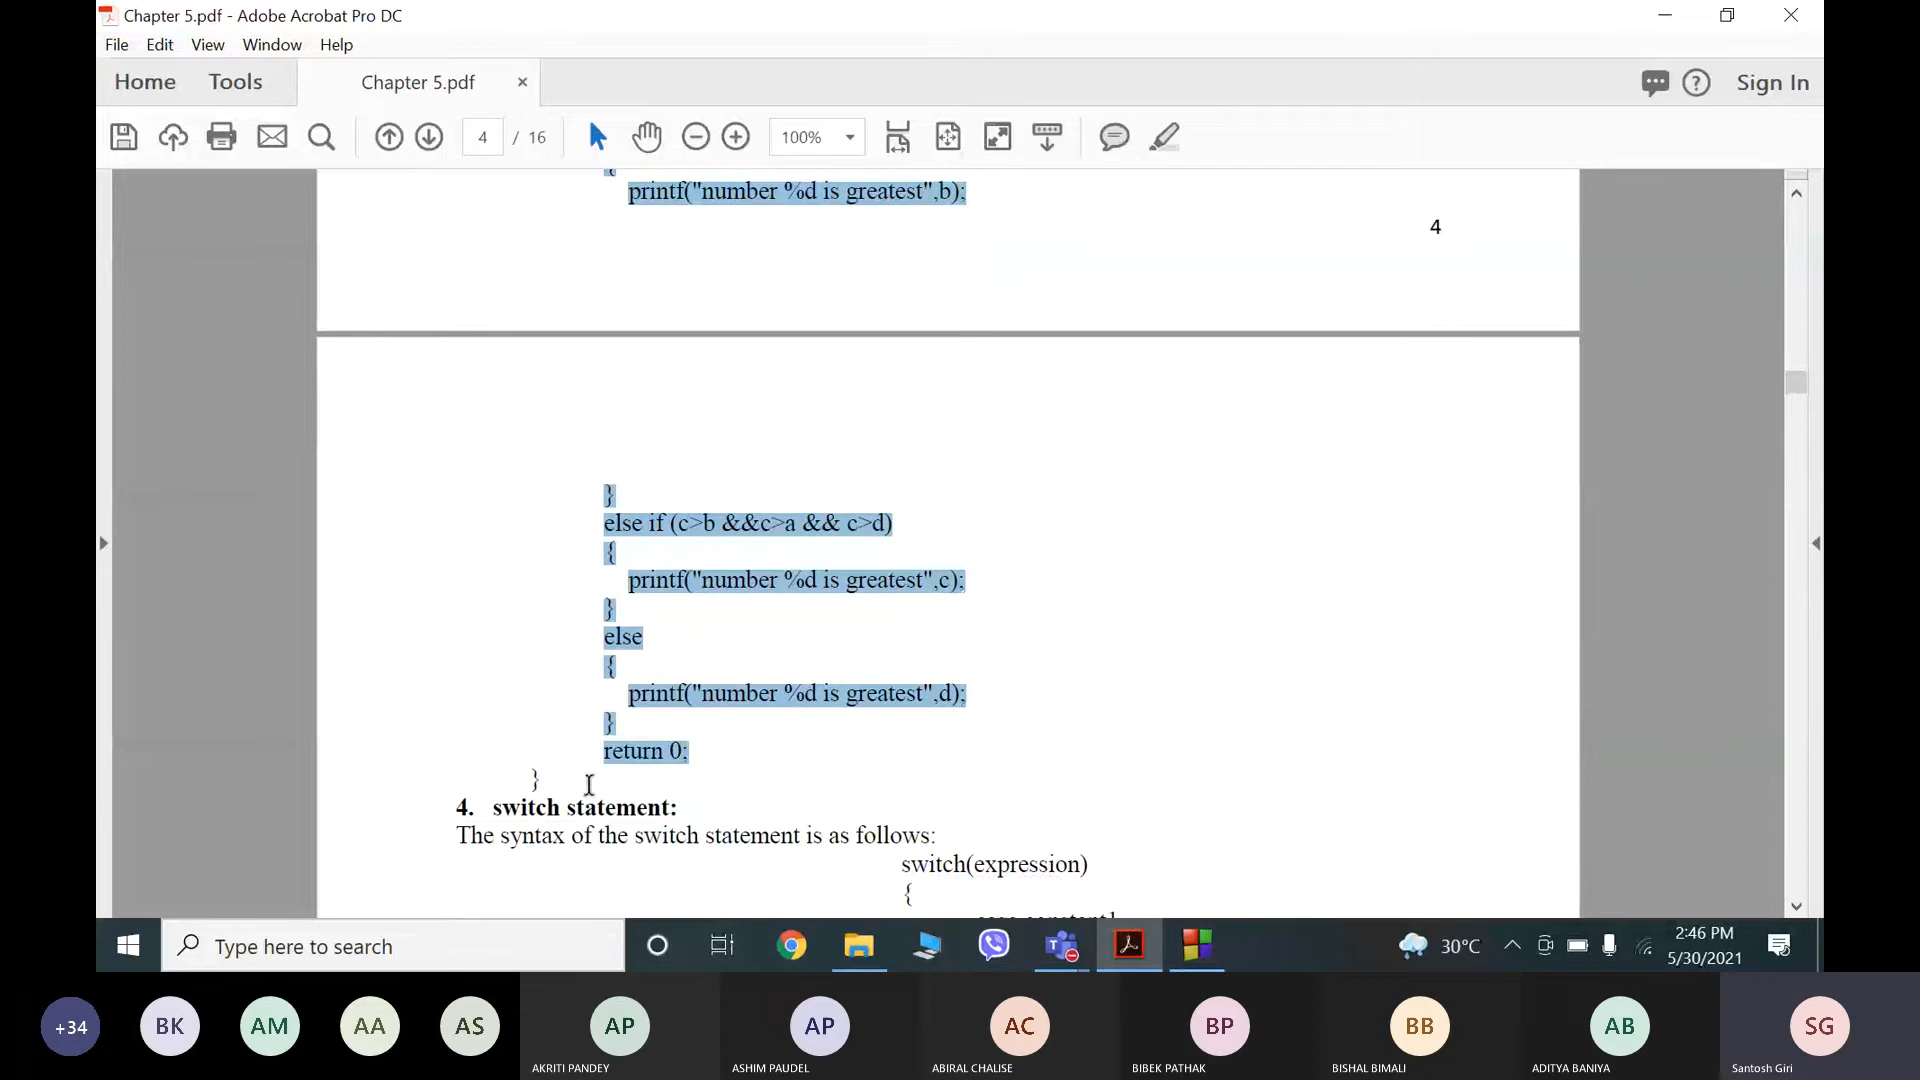 Chapter 5.pdf - Adobe Acrobat Pro DC
File Edit View Window Help
Home Tools Chapter 5.pdf × Sign In
4 / 16 100%
{
printf("number %d is greatest",b);
4
}
else if (c>b &&c>a && c>d)
{
printf("number %d is greatest",c);
}
else
{
printf("number %d is greatest",d);
}
return 0;
}
4. switch statement:
The syntax of the switch statement is as follows:
switch(expression)
{
case constant1
Type here to search
30°C
2:46 PM
5/30/2021
+34 BK AM AA AS AP AP AC BP BB AB SG
AKRITI PANDEY ASHIM PAUDEL ABIRAL CHALISE BIBEK PATHAK BISHAL BIMALI ADITYA BANIYA Santosh Giri